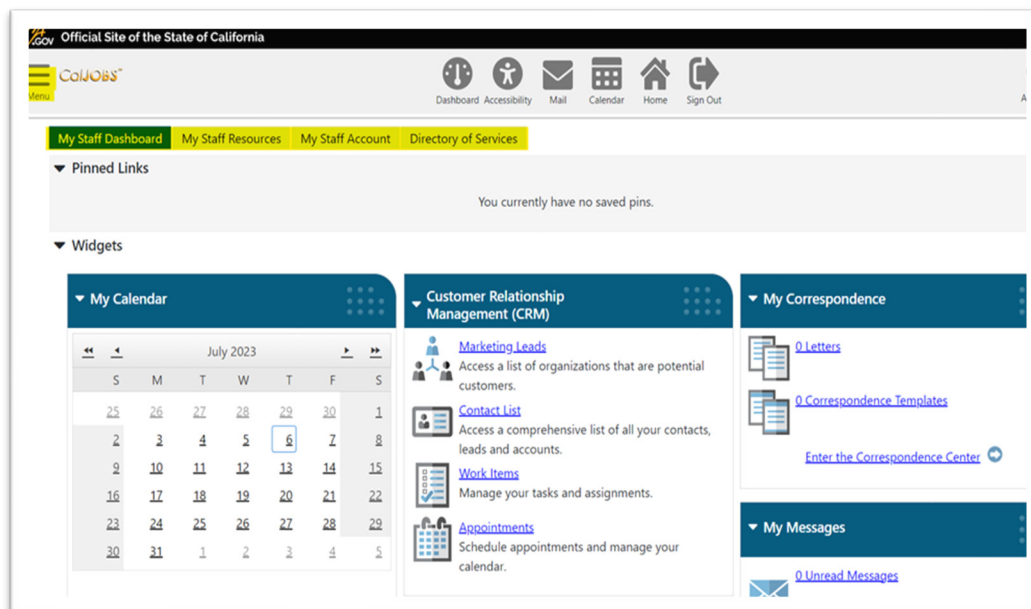 CA.GOV Official Site of the State of California
Menu
CalJOBS℠
Dashboard Accessibility Mail Calendar Home Sign Out
A
My Staff Dashboard My Staff Resources My Staff Account Directory of Services
Pinned Links
You currently have no saved pins.
Widgets
My Calendar
July 2023
S M T W T F S
25 26 27 28 29 30 1
2 3 4 5 6 7 8
9 10 11 12 13 14 15
16 17 18 19 20 21 22
23 24 25 26 27 28 29
30 31 1 2 3 4 5
Customer Relationship
Management (CRM)
Marketing Leads
Access a list of organizations that are potential
customers.
Contact List
Access a comprehensive list of all your contacts,
leads and accounts.
Work Items
Manage your tasks and assignments.
Appointments
Schedule appointments and manage your
calendar.
My Correspondence
0 Letters
0 Correspondence Templates
Enter the Correspondence Center
My Messages
0 Unread Messages